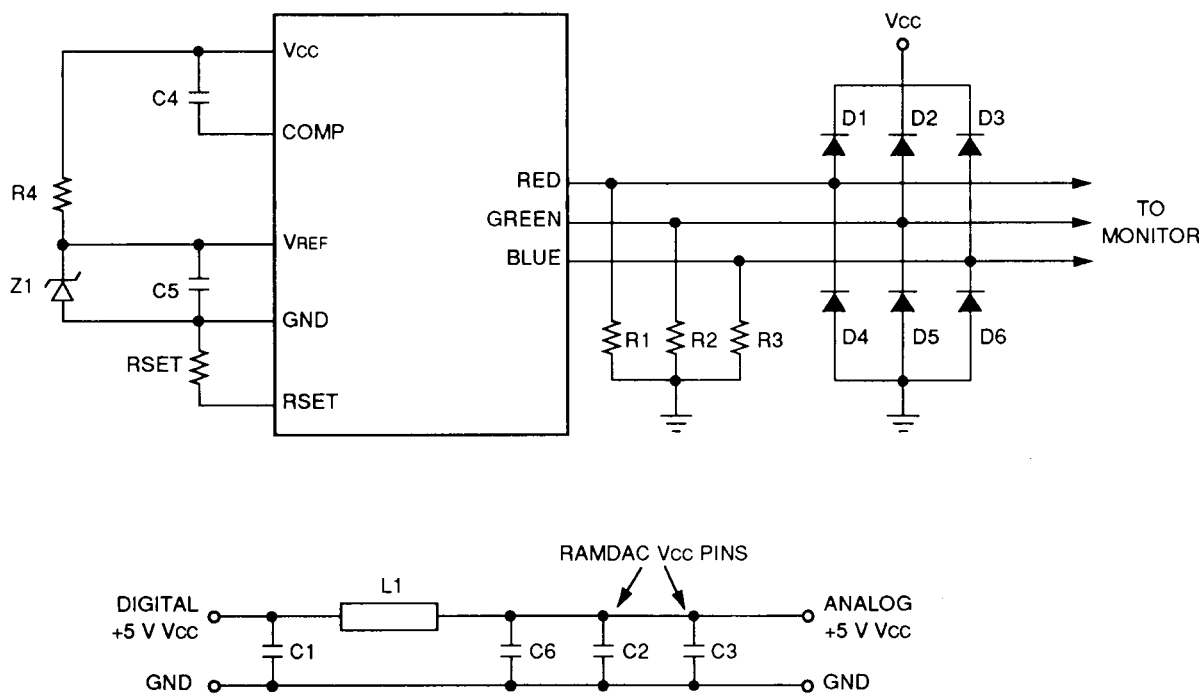 VCC
VCC
C4
D1
D2
D3
COMP
RED
R4
GREEN
TO
MONITOR
VREF
BLUE
Z1
C5
GND
R1
R2
R3
D4
D5
D6
RSET
RSET
RAMDAC VCC PINS
L1
DIGITAL
+5 V VCC
ANALOG
+5 V VCC
C1
C6
C2
C3
GND
GND